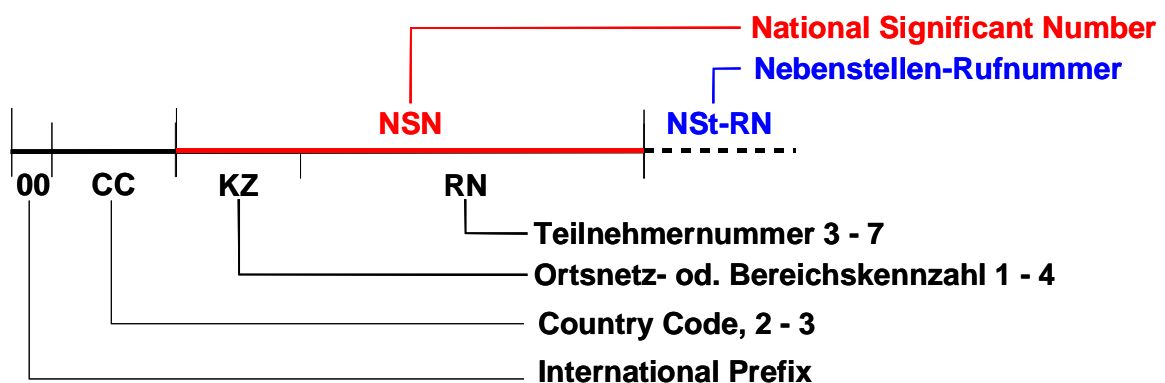 National Significant Number
Nebenstellen-Rufnummer
NSN NSt-RN
00 CC KZ RN
Teilnehmernummer 3 - 7
Ortsnetz- od. Bereichskennzahl 1 - 4
Country Code, 2 - 3
International Prefix